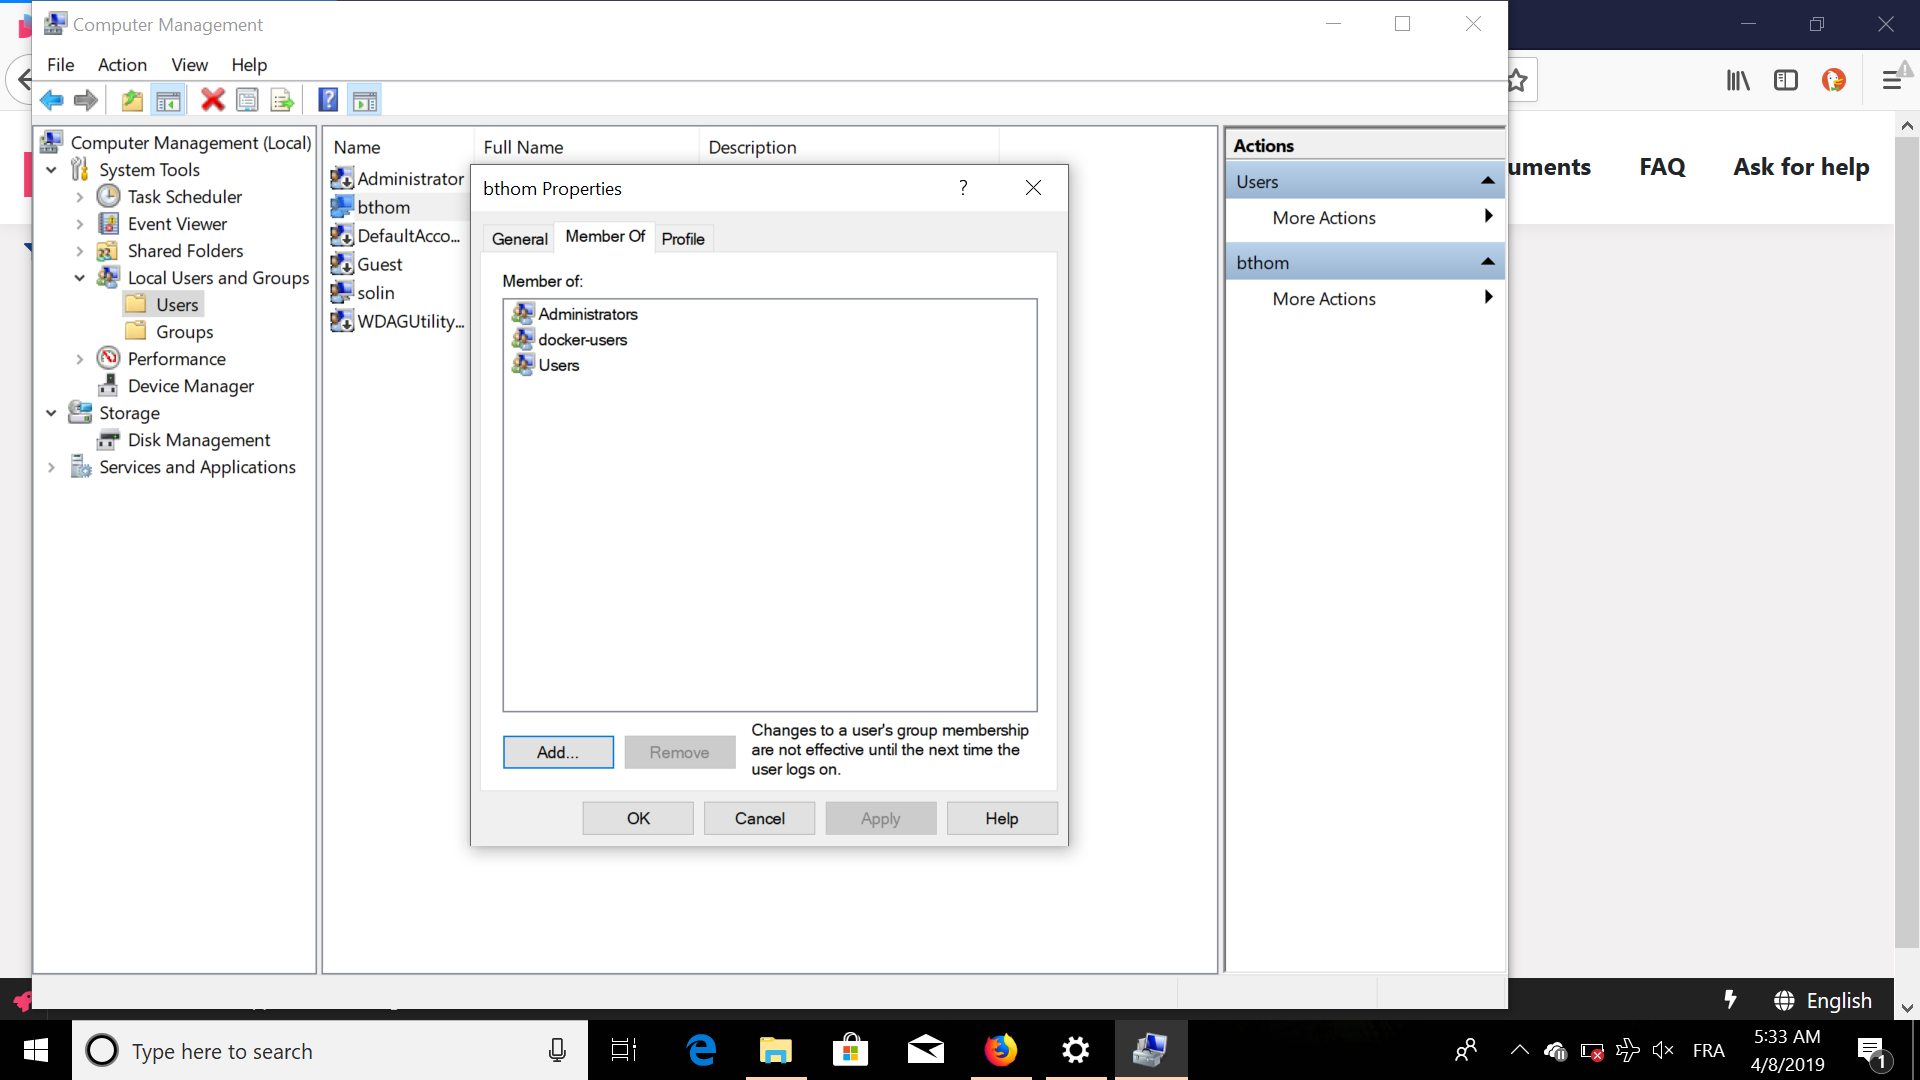 Computer Management
File Action View Help
Computer Management (Local)
System Tools
Task Scheduler
Event Viewer
Shared Folders
Local Users and Groups
Users
Groups
Performance
Device Manager
Storage
Disk Management
Services and Applications
Name Full Name Description
Administrator
bthom
DefaultAcco...
Guest
solin
WDAGUtility...
bthom Properties ?
General Member Of Profile
Member of:
Administrators
docker-users
Users
Add... Remove
Changes to a user's group membership
are not effective until the next time the
user logs on.
OK Cancel Apply Help
Actions
Users
More Actions
bthom
More Actions
uments FAQ Ask for help
English
Type here to search
FRA
5:33 AM
4/8/2019
1